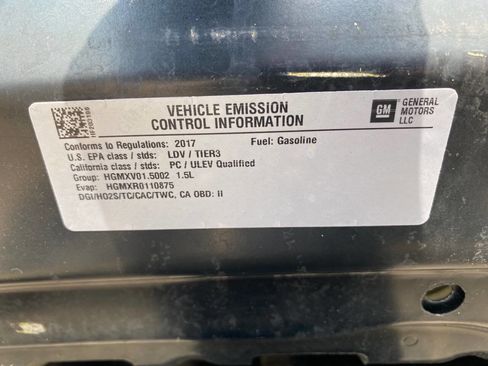 VEHICLE EMISSION
CONTROL INFORMATION
GM
GENERAL
MOTORS
LLC
Conforms to Regulations: 2017 Fuel: Gasoline
U.S. EPA class / stds: LDV / TIER3
California class / stds: PC / ULEV Qualified
Group: HGMXV01.5002 1.5L
Evap: HGMXR0110875
DGI/HO2S/TC/CAC/TWC, CA OBD: II